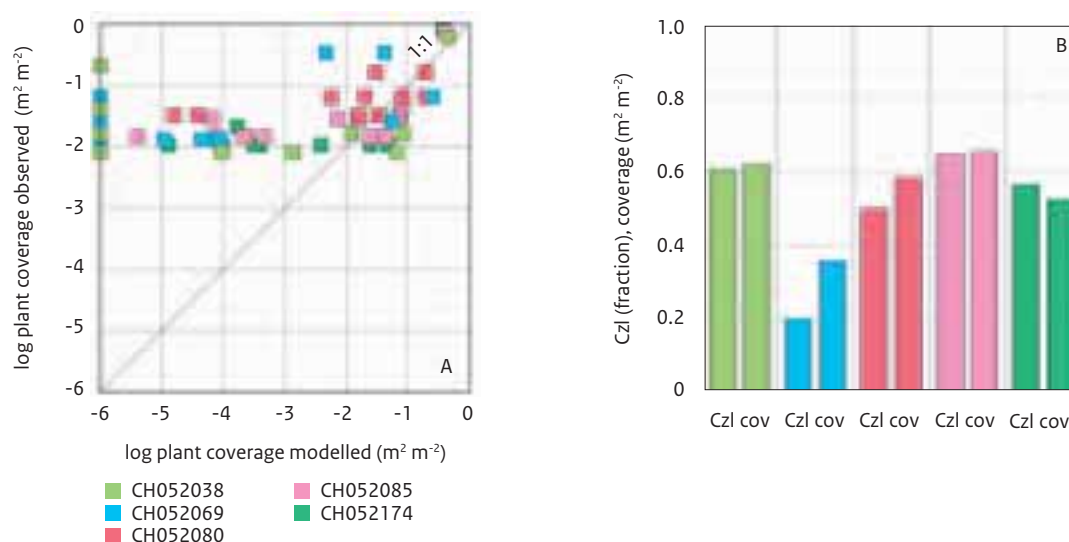 log plant coverage observed (m² m⁻²)
0
-1
-2
-3
-4
-5
-6
1:1
A
-6 -5 -4 -3 -2 -1 0
log plant coverage modelled (m² m⁻²)
CH052038
CH052069
CH052080
CH052085
CH052174
Czl (fraction), coverage (m² m⁻²)
1.0
0.8
0.6
0.4
0.2
0
B
Czl cov Czl cov Czl cov Czl cov Czl cov